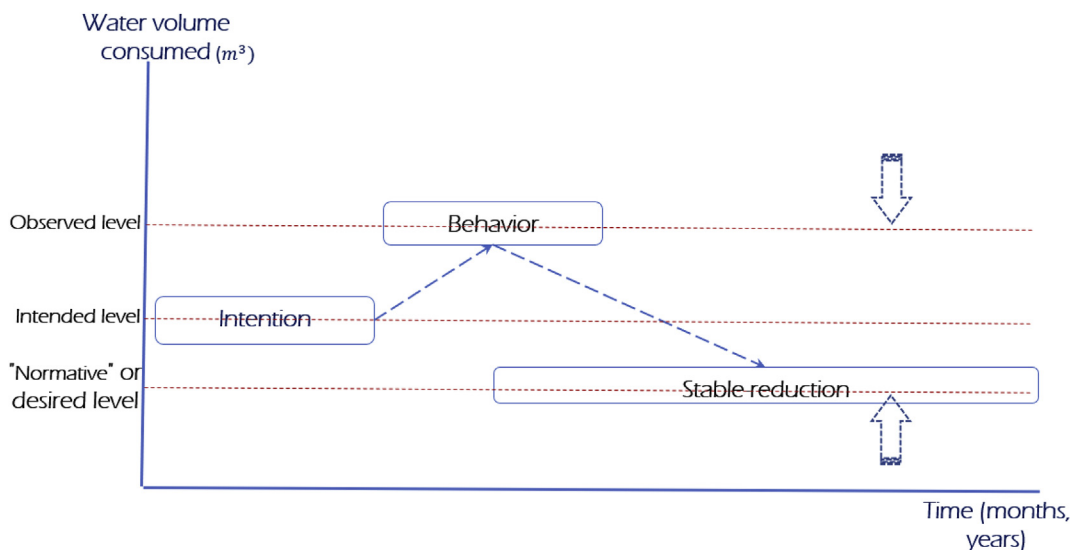 Water volume
consumed (m³)
Observed level
Behavior
Intended level
Intention
"Normative" or
desired level
Stable reduction
Time (months,
years)